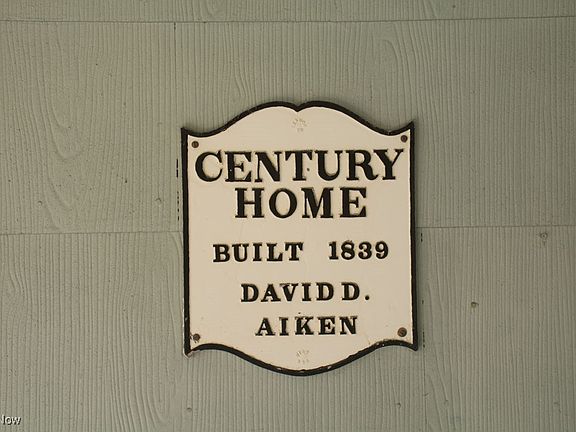 CENTURY
HOME
BUILT 1839
DAVID D.
AIKEN